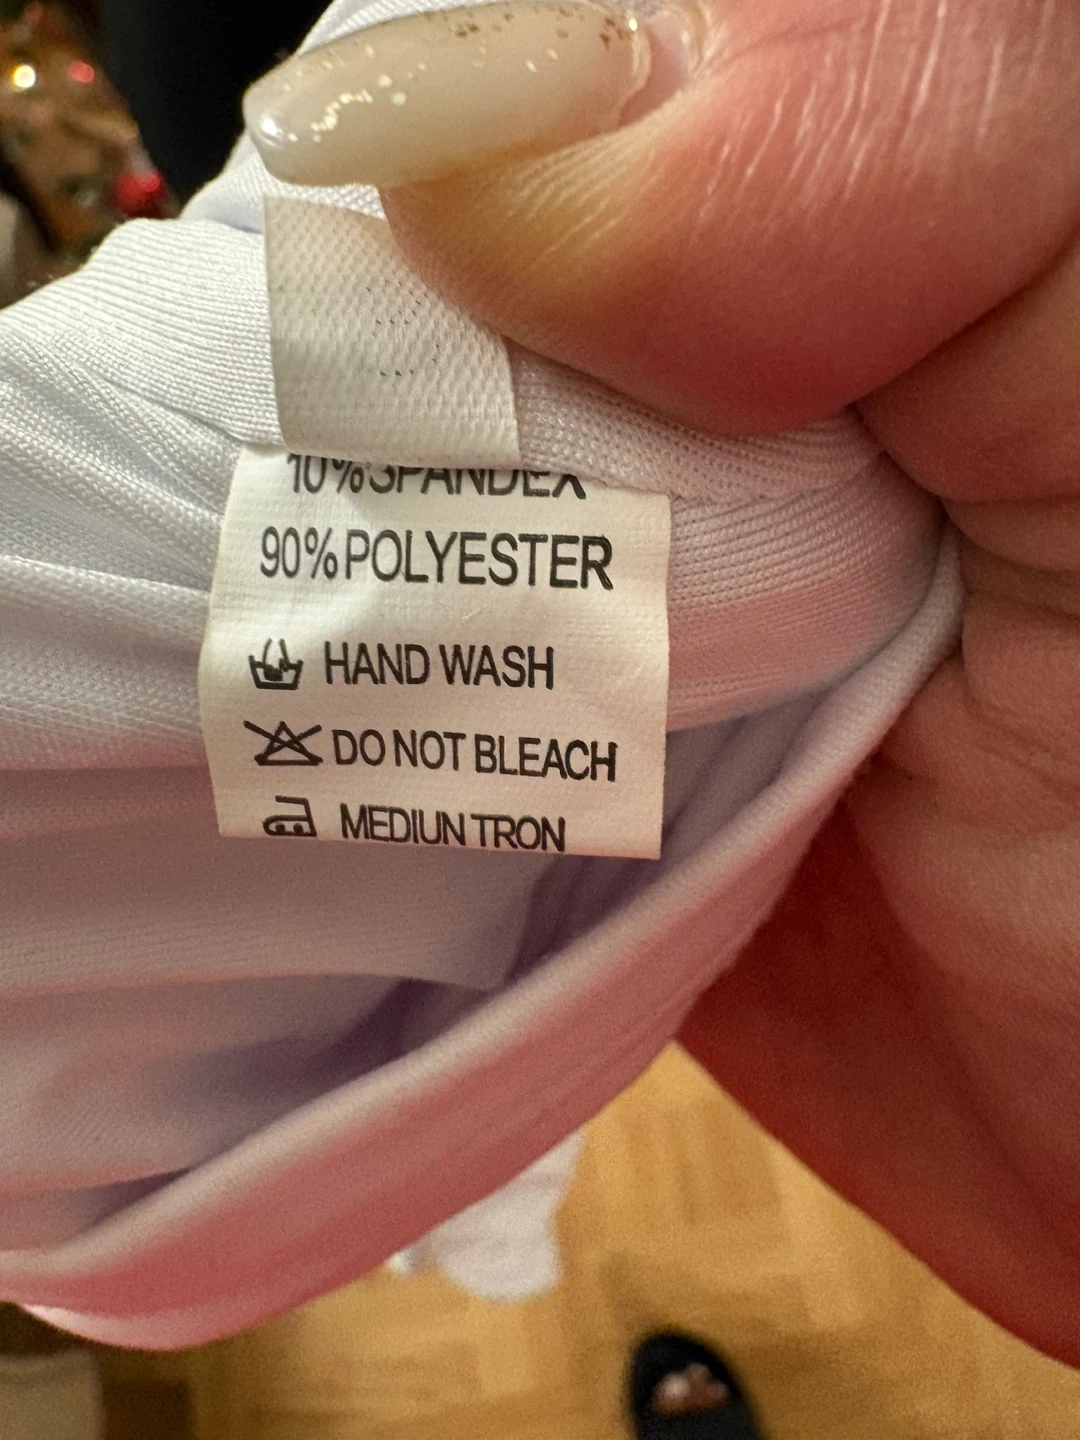 10%SPANDEX
90%POLYESTER
HAND WASH
DO NOT BLEACH
MEDIUN TRON